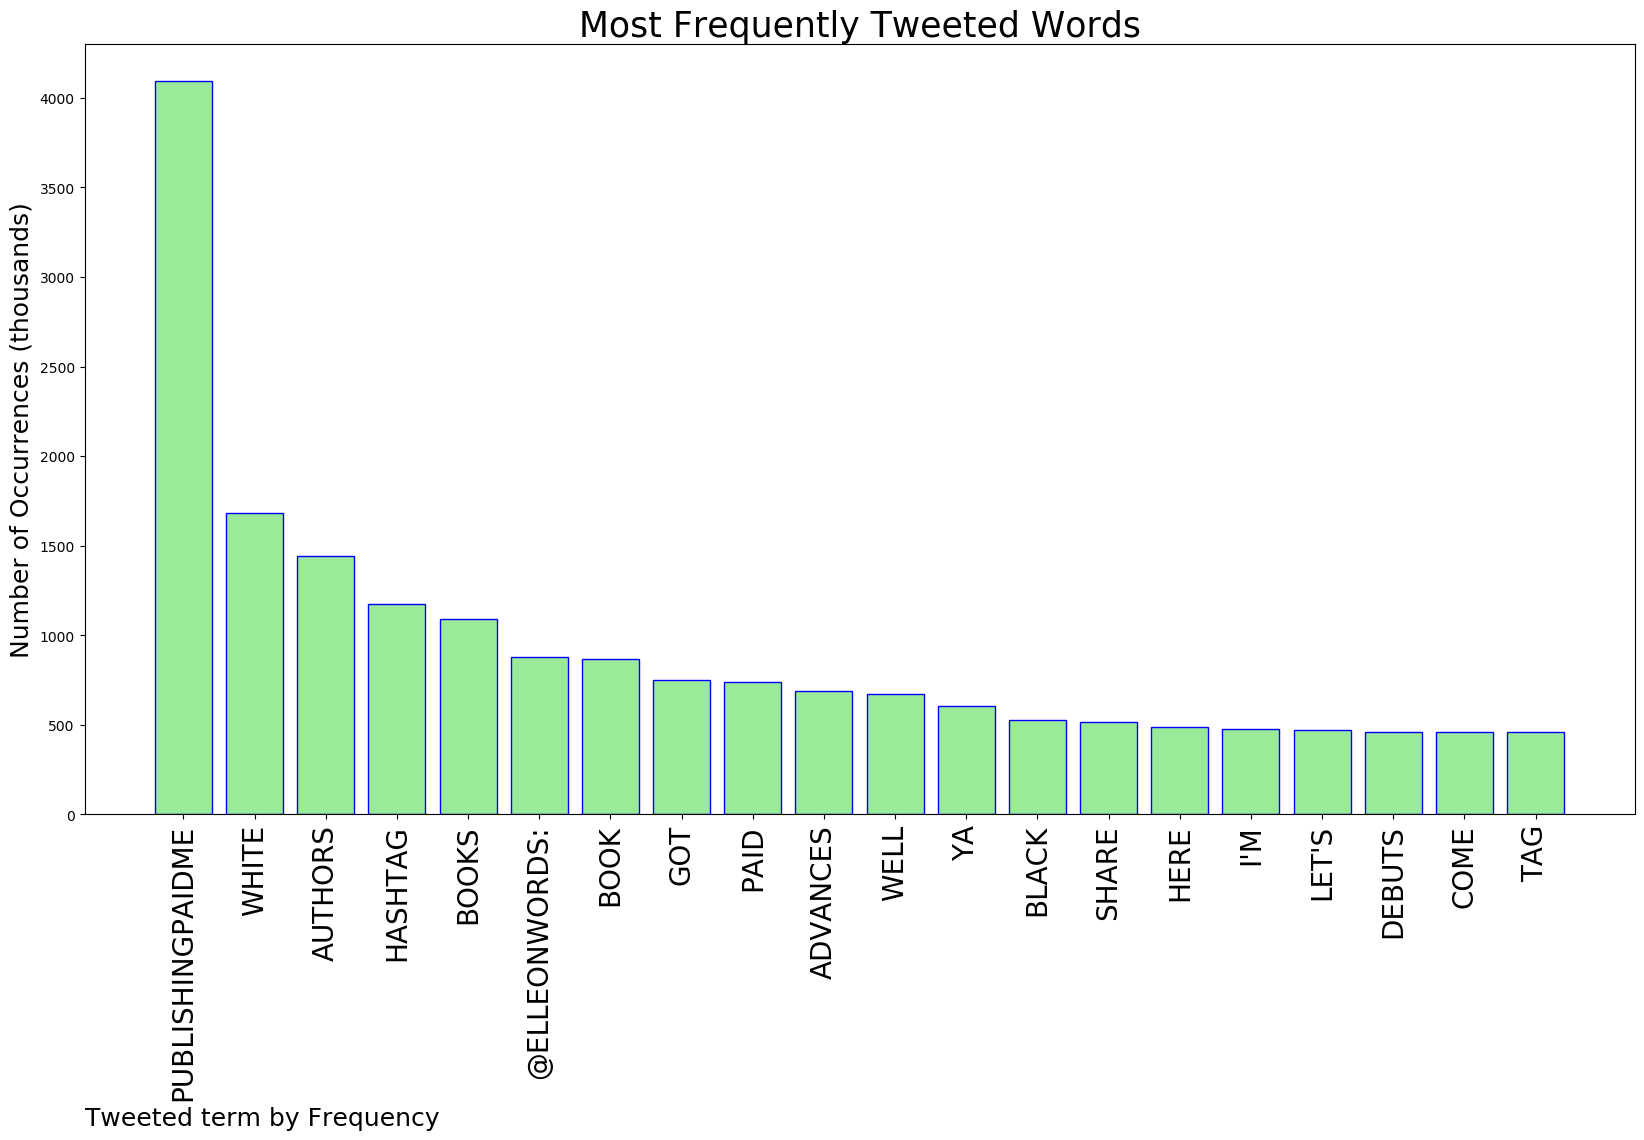 Most Frequently Tweeted Words
Number of Occurrences (thousands)
4000
3500
3000
2500
2000
1500
1000
500
0
PUBLISHINGPAIDME
WHITE
AUTHORS
HASHTAG
BOOKS
@ELLEONWORDS:
BOOK
GOT
PAID
ADVANCES
WELL
YA
BLACK
SHARE
HERE
I'M
LET'S
DEBUTS
COME
TAG
Tweeted term by Frequency